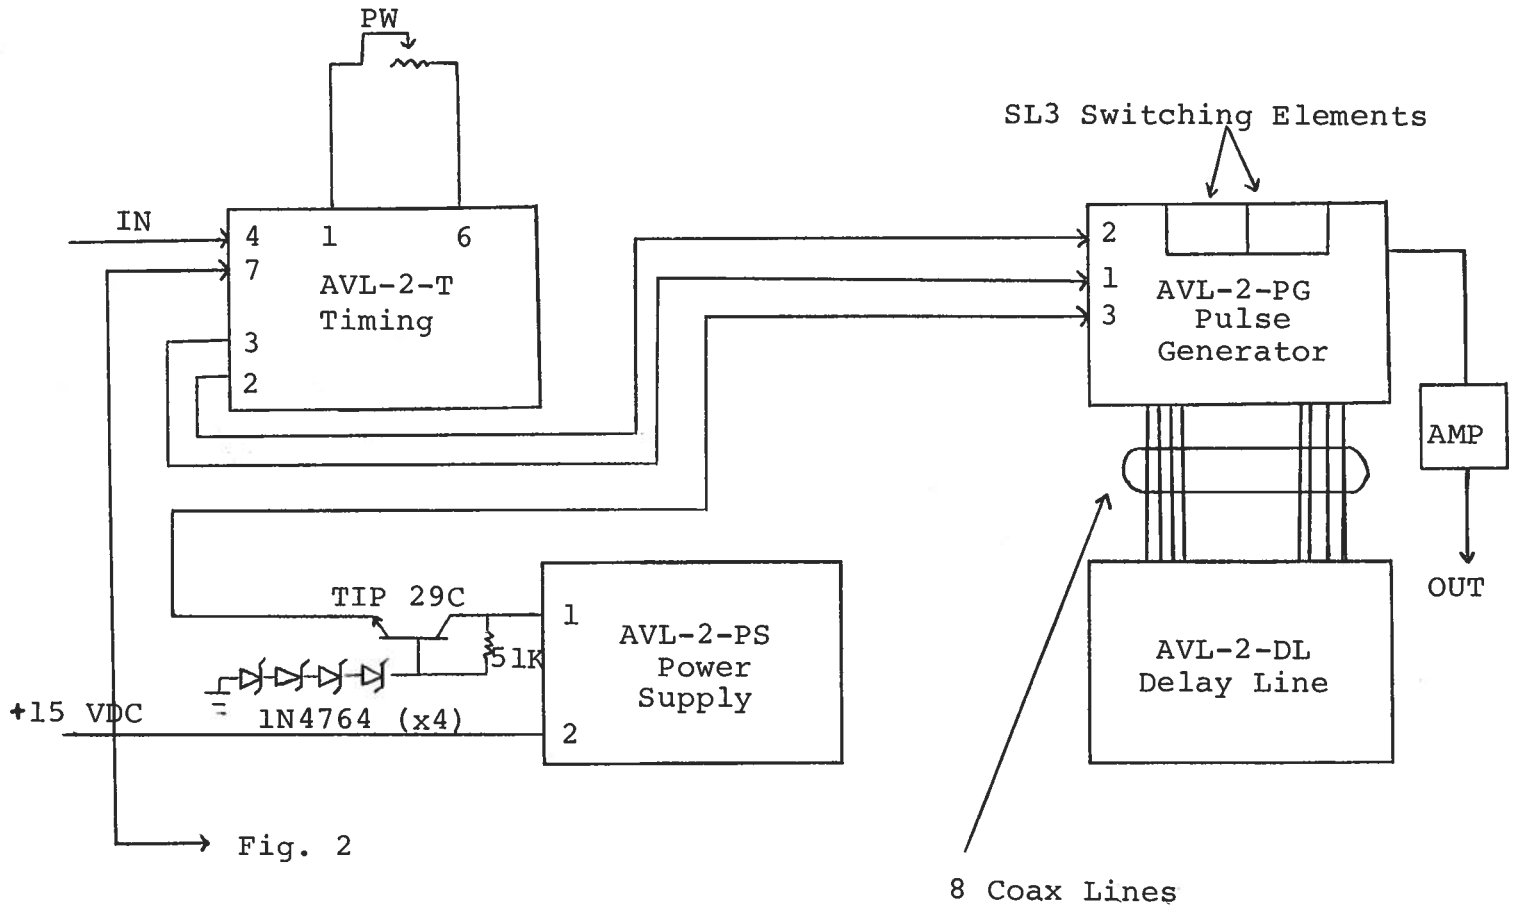 PW
SL3 Switching Elements
IN
4
1
6
7
AVL-2-T
Timing
3
2
2
1
3
AVL-2-PG
Pulse
Generator
AMP
OUT
TIP 29C
1
51K
AVL-2-PS
Power
Supply
2
AVL-2-DL
Delay Line
+15 VDC
1N4764 (x4)
Fig. 2
8 Coax Lines